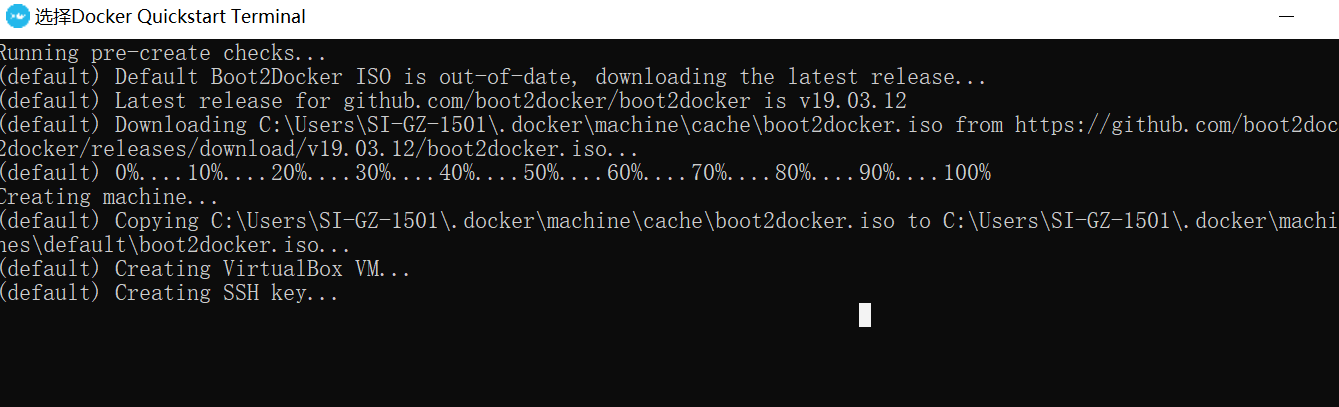 选择Docker Quickstart Terminal
Running pre-create checks...
(default) Default Boot2Docker ISO is out-of-date, downloading the latest release...
(default) Latest release for github.com/boot2docker/boot2docker is v19.03.12
(default) Downloading C:\Users\SI-GZ-1501\.docker\machine\cache\boot2docker.iso from https://github.com/boot2doc
2docker/releases/download/v19.03.12/boot2docker.iso...
(default) 0%....10%....20%....30%....40%....50%....60%....70%....80%....90%....100%
Creating machine...
(default) Copying C:\Users\SI-GZ-1501\.docker\machine\cache\boot2docker.iso to C:\Users\SI-GZ-1501\.docker\machi
nes\default\boot2docker.iso...
(default) Creating VirtualBox VM...
(default) Creating SSH key...